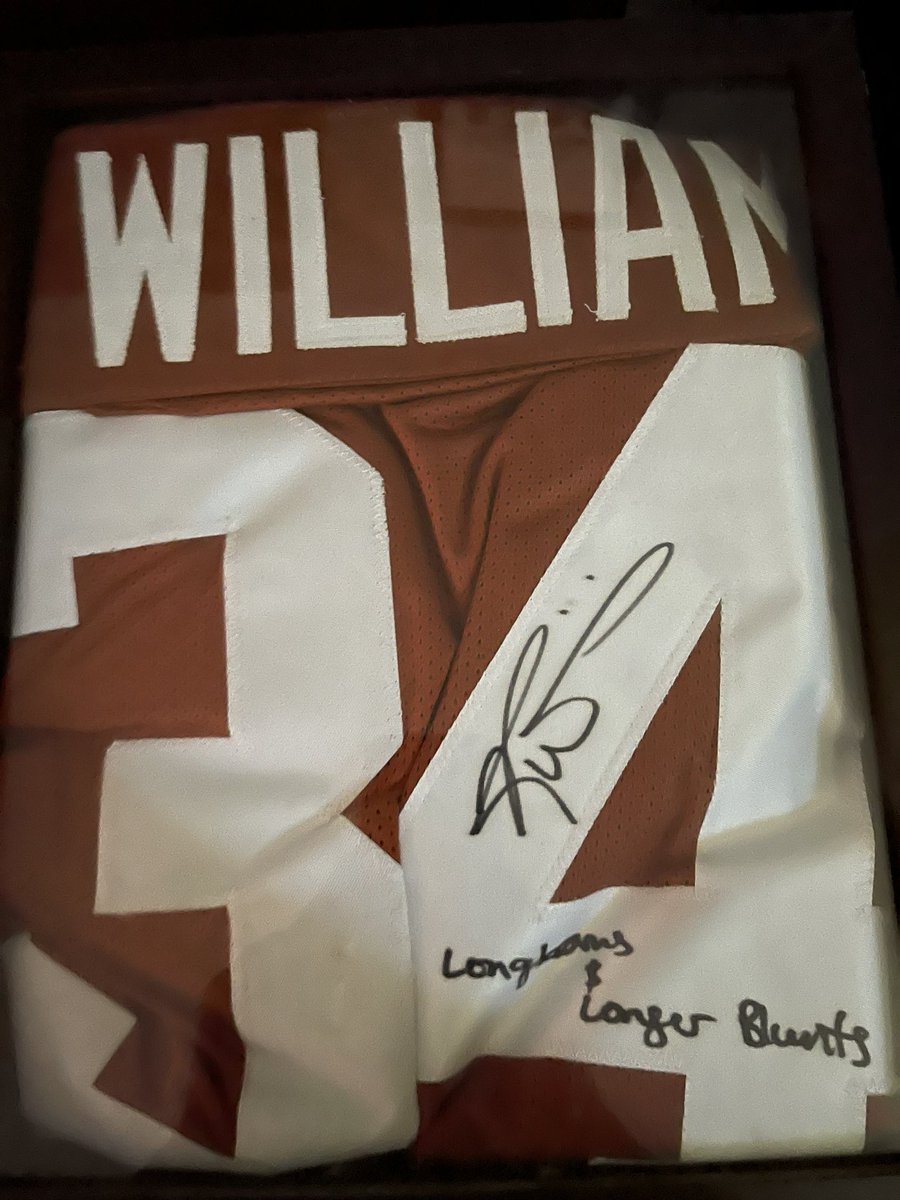 WILLIAM
34
Longhorns
&
Longer Blunts